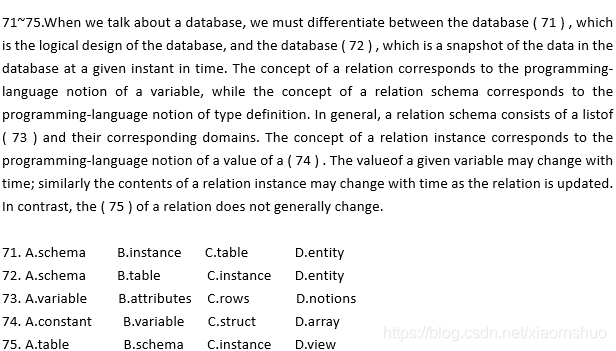 71~75.When we talk about a database, we must differentiate between the database ( 71 ) , which
is the logical design of the database, and the database ( 72 ) , which is a snapshot of the data in the
database at a given instant in time. The concept of a relation corresponds to the programming-
language notion of a variable, while the concept of a relation schema corresponds to the
programming-language notion of type definition. In general, a relation schema consists of a listof
( 73 ) and their corresponding domains. The concept of a relation instance corresponds to the
programming-language notion of a value of a ( 74 ) . The valueof a given variable may change with
time; similarly the contents of a relation instance may change with time as the relation is updated.
In contrast, the ( 75 ) of a relation does not generally change.
71. A.schema B.instance C.table D.entity
72. A.schema B.table C.instance D.entity
73. A.variable B.attributes C.rows D.notions
74. A.constant B.variable C.struct D.array
75. A.table B.schema C.instance D.view
https://blog.csdn.net/xiaomshuo